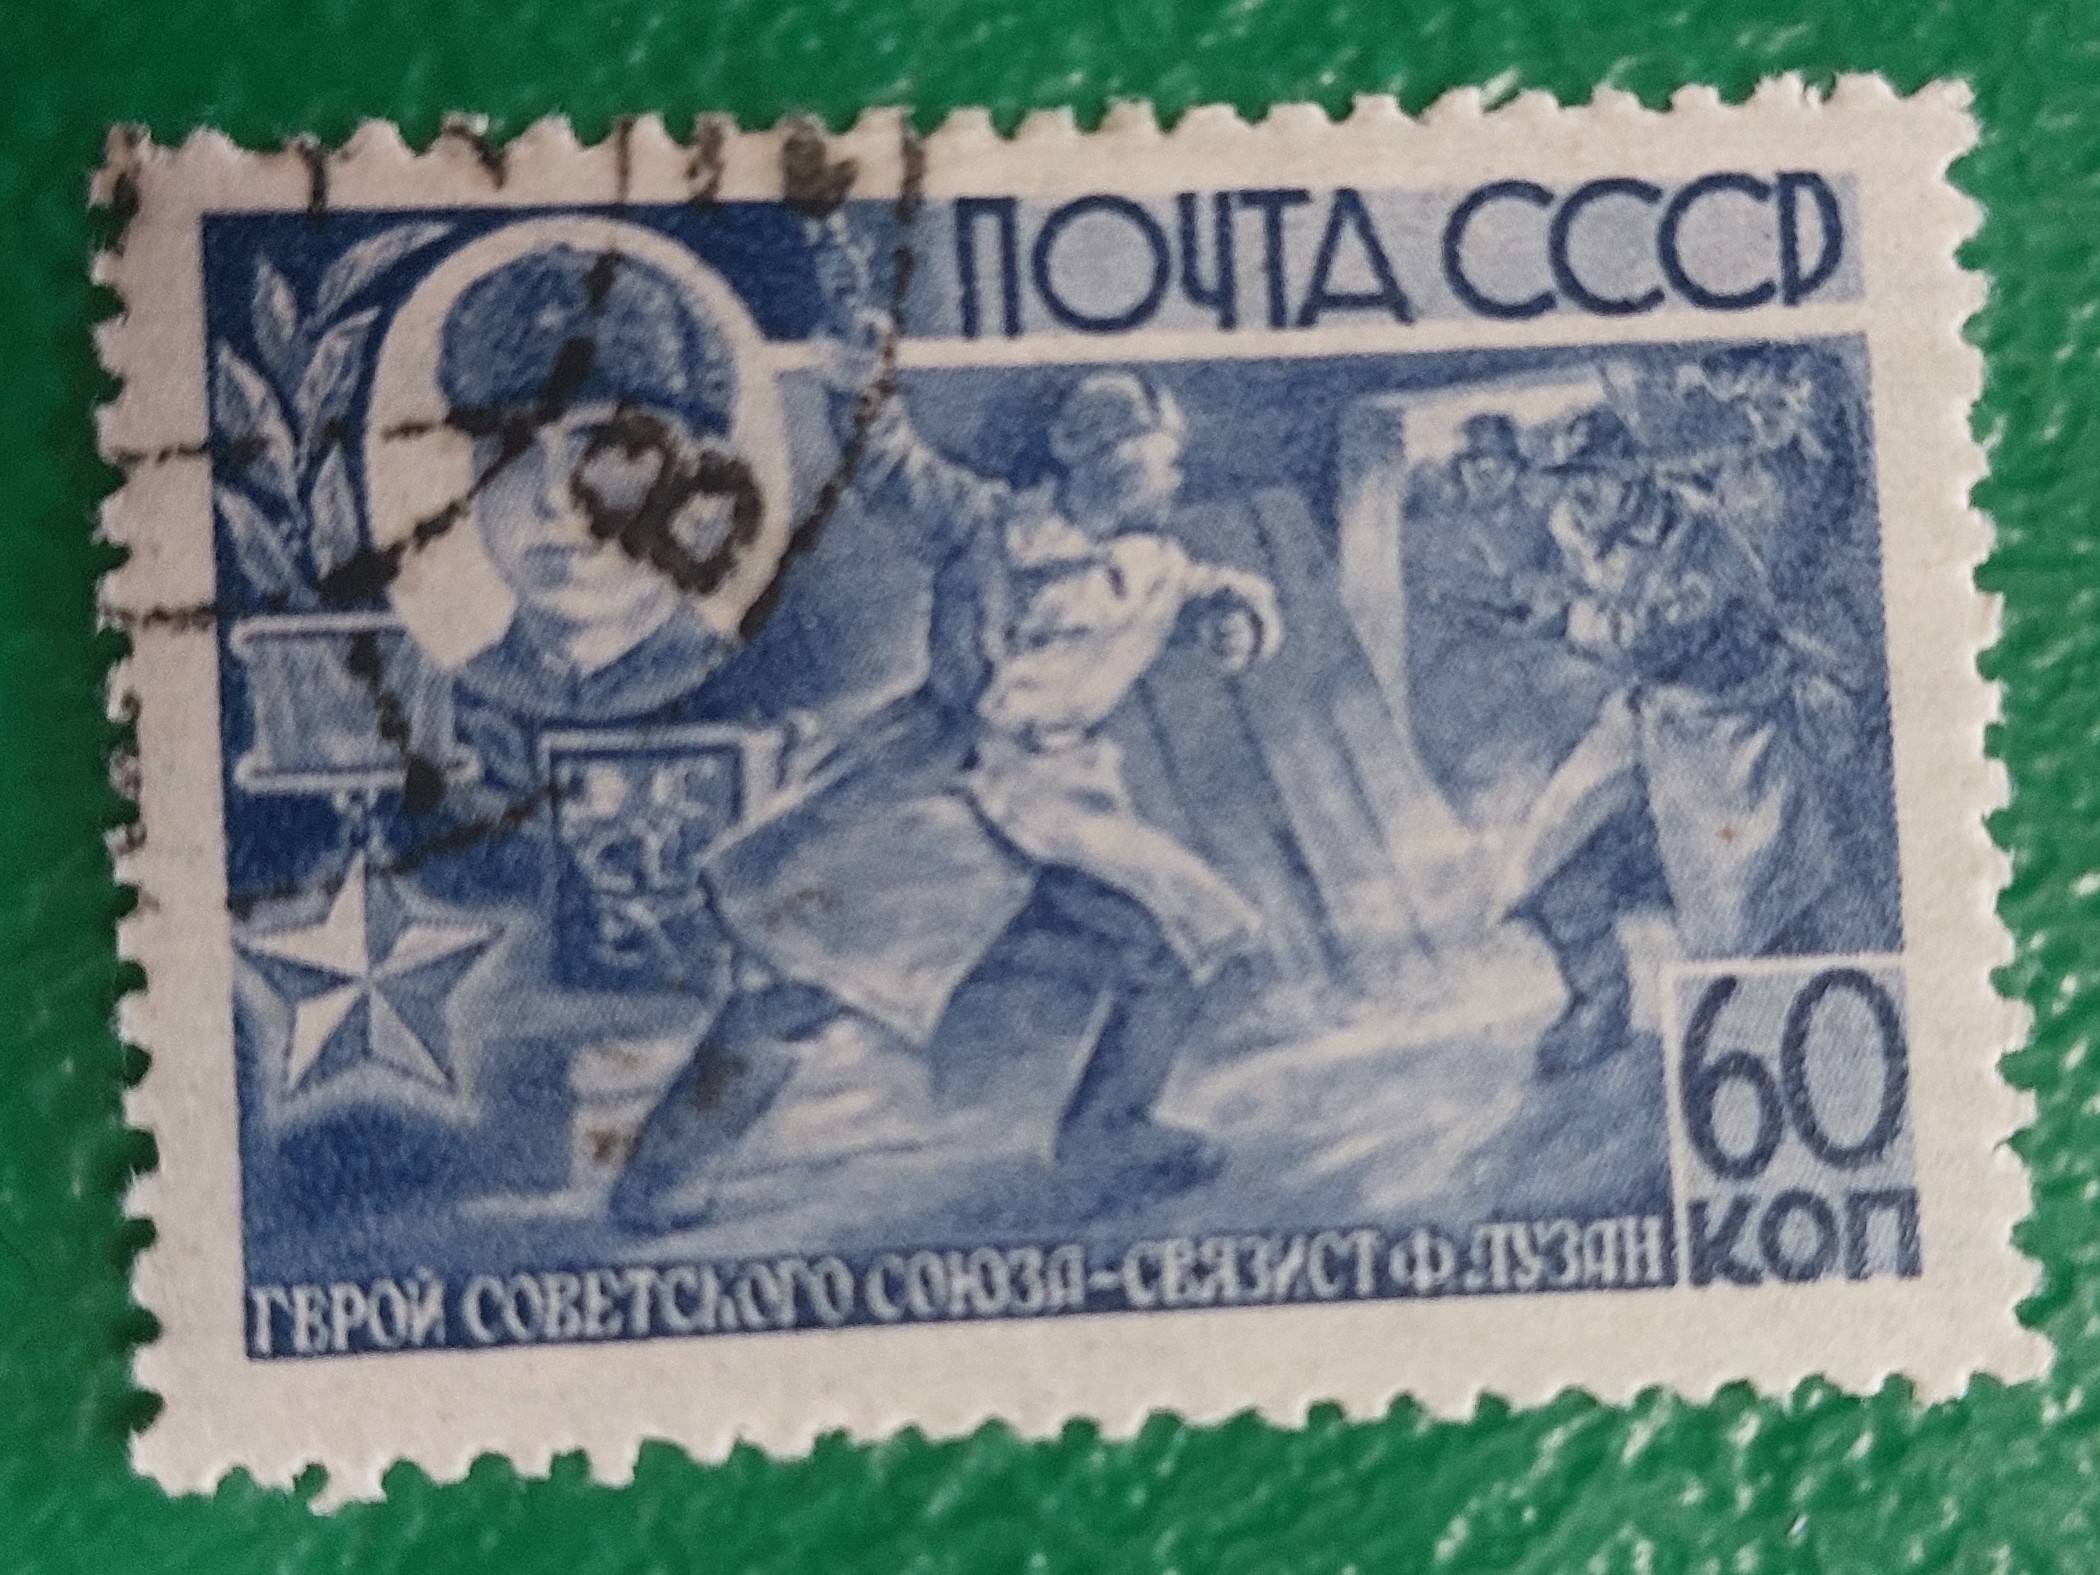 ПОЧТА СССР
60
КОП
ГЕРОЙ СОВЕТСКОГО СОЮЗА-СВЯЗИСТ Ф.ЛУЗАН